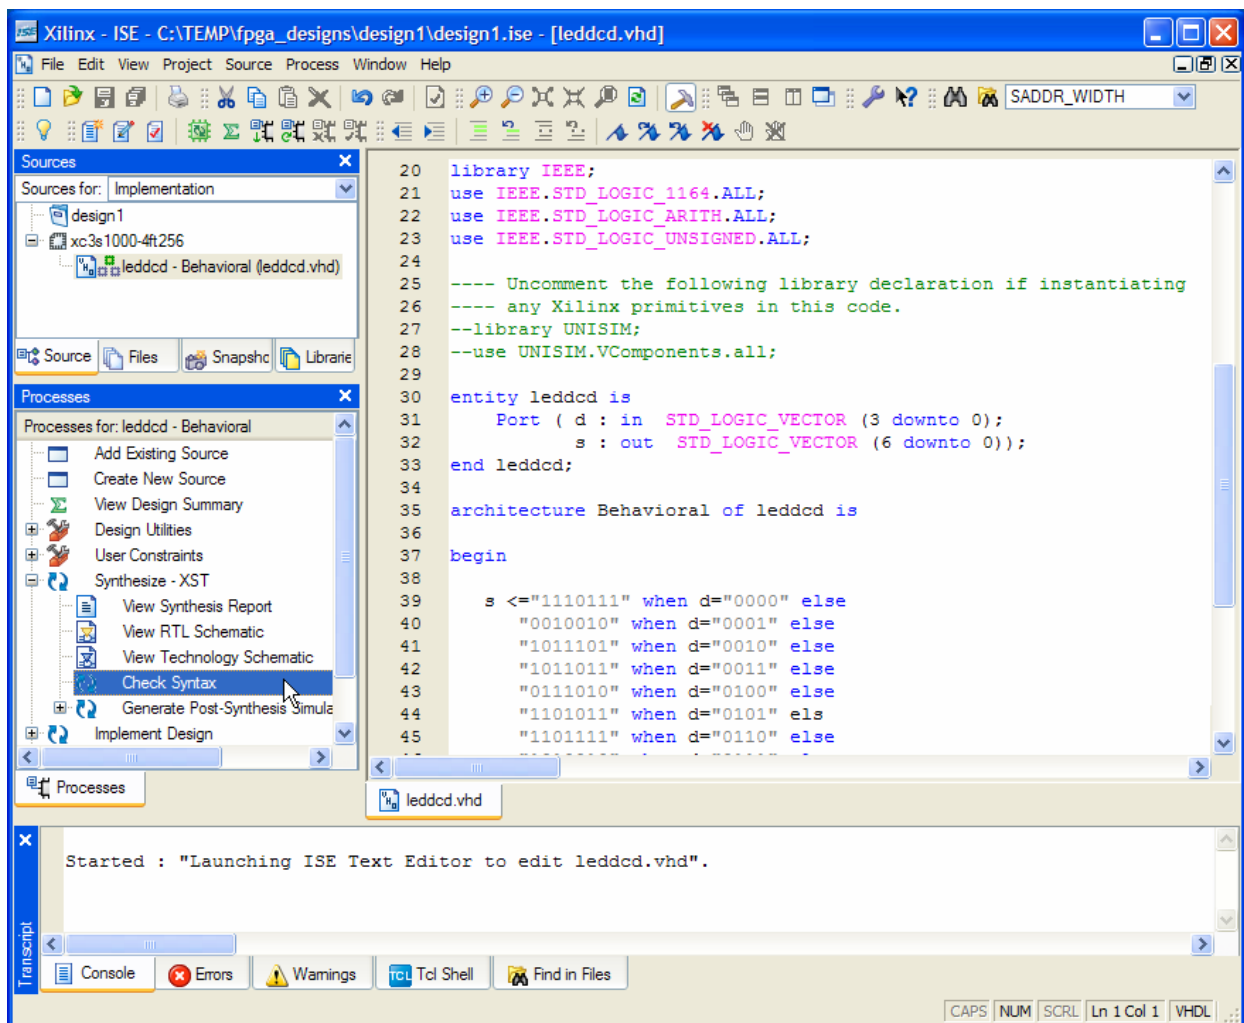 Xilinx - ISE - C:\TEMP\fpga_designs\design1\design1.ise - [leddcd.vhd]
File Edit View Project Source Process Window Help
SADDR_WIDTH
Sources
Sources for: Implementation
design1
xc3s1000-4ft256
leddcd - Behavioral (leddcd.vhd)
Source Files Snapshc Librarie
Processes
Processes for: leddcd - Behavioral
Add Existing Source
Create New Source
View Design Summary
Design Utilities
User Constraints
Synthesize - XST
View Synthesis Report
View RTL Schematic
View Technology Schematic
Check Syntax
Generate Post-Synthesis Simula
Implement Design
Processes
20 library IEEE;
21 use IEEE.STD_LOGIC_1164.ALL;
22 use IEEE.STD_LOGIC_ARITH.ALL;
23 use IEEE.STD_LOGIC_UNSIGNED.ALL;
24
25 ---- Uncomment the following library declaration if instantiating
26 ---- any Xilinx primitives in this code.
27 --library UNISIM;
28 --use UNISIM.VComponents.all;
29
30 entity leddcd is
31 Port ( d : in STD_LOGIC_VECTOR (3 downto 0);
32 s : out STD_LOGIC_VECTOR (6 downto 0));
33 end leddcd;
34
35 architecture Behavioral of leddcd is
36
37 begin
38
39 s <="1110111" when d="0000" else
40 "0010010" when d="0001" else
41 "1011101" when d="0010" else
42 "1011011" when d="0011" else
43 "0111010" when d="0100" else
44 "1101011" when d="0101" els
45 "1101111" when d="0110" else
leddcd.vhd
Started : "Launching ISE Text Editor to edit leddcd.vhd".
Transcript
Console Errors Warnings TCL Tcl Shell Find in Files
CAPS NUM SCRL Ln 1 Col 1 VHDL